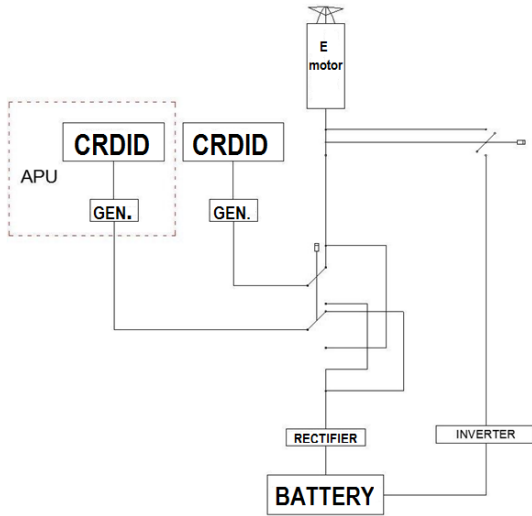 E
motor
CRDID
CRDID
APU
GEN.
GEN.
RECTIFIER
INVERTER
BATTERY